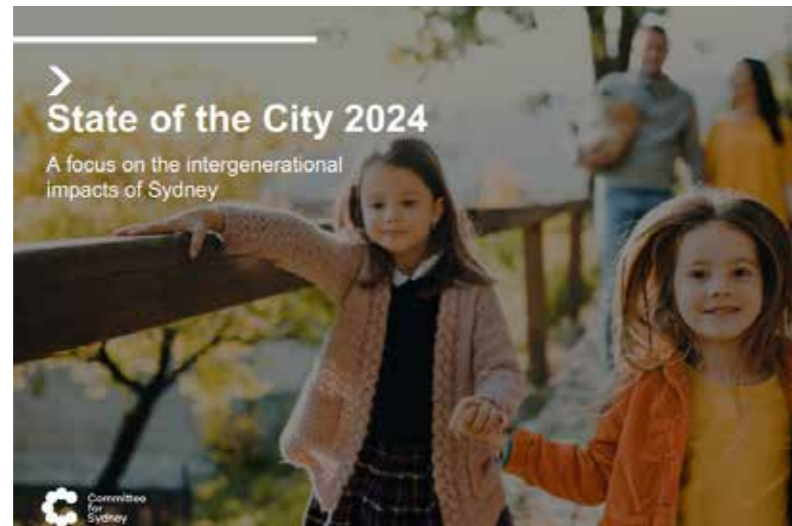 State of the City 2024
A focus on the intergenerational
impacts of Sydney
Committee
for
Sydney